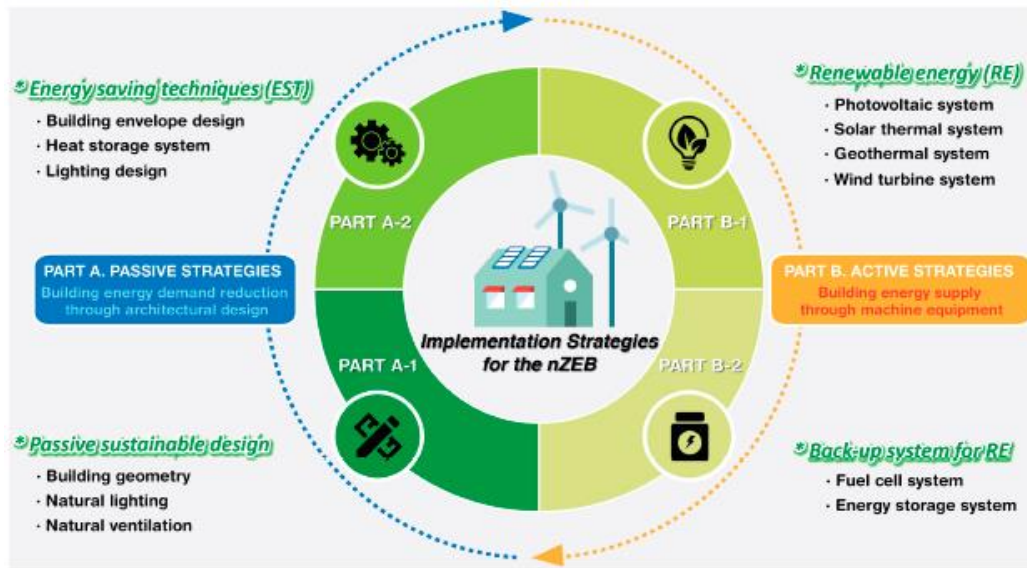 * Energy saving techniques (EST)
· Building envelope design
· Heat storage system
· Lighting design
* Renewable energy (RE)
· Photovoltaic system
· Solar thermal system
· Geothermal system
· Wind turbine system
PART A-2
PART B-1
PART A. PASSIVE STRATEGIES
Building energy demand reduction
through architectural design
PART B. ACTIVE STRATEGIES
Building energy supply
through machine equipment
Implementation Strategies
for the nZEB
PART A-1
PART B-2
* Passive sustainable design
· Building geometry
· Natural lighting
· Natural ventilation
* Back-up system for RE
· Fuel cell system
· Energy storage system